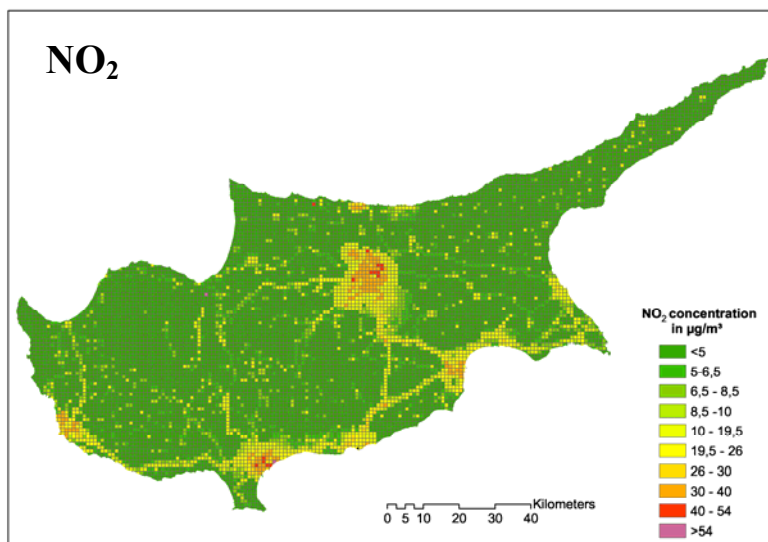 NO₂
NO₂ concentration
in µg/m³
<5
5-6,5
6,5 - 8,5
8,5 -10
10 - 19,5
19,5 - 26
26 - 30
30 - 40
40 - 54
>54
Kilometers
0 5 10 20 30 40